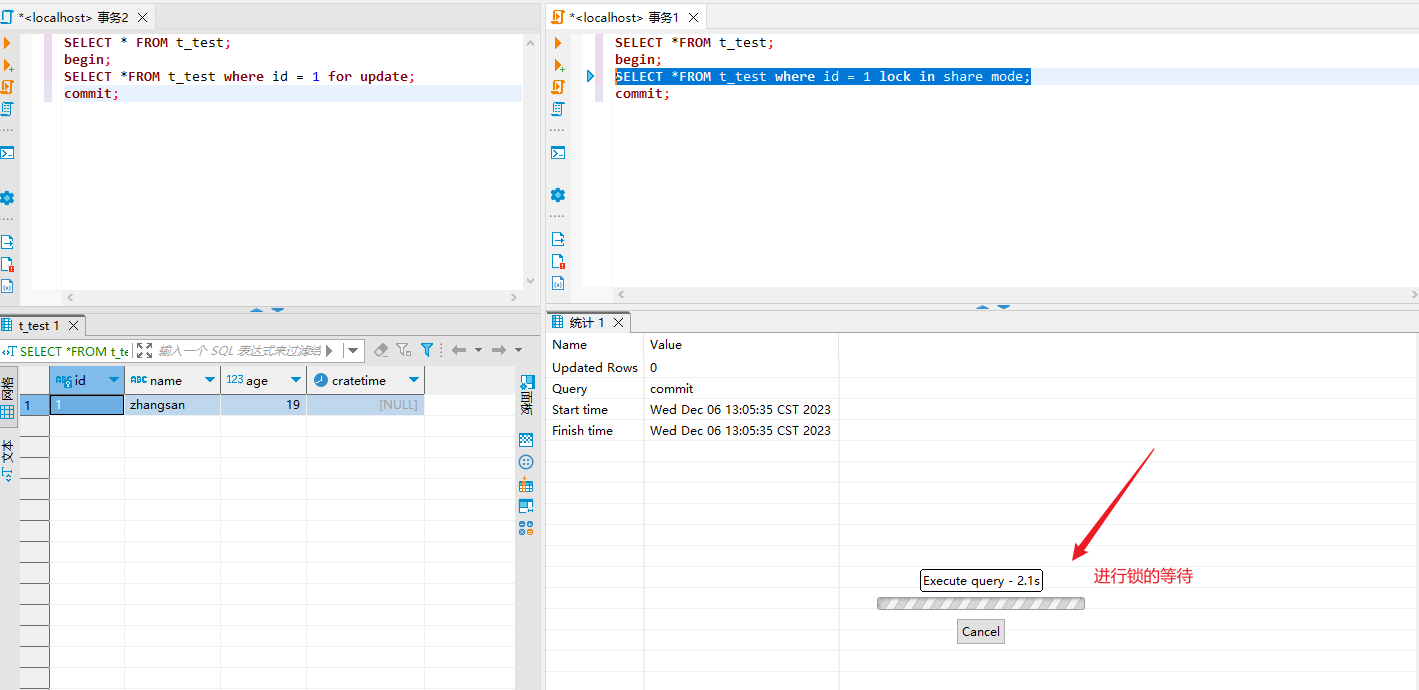 *<localhost> 事务2
SELECT * FROM t_test;
begin;
SELECT *FROM t_test where id = 1 for update;
commit;
t_test 1
SELECT *FROM t_te
输入一个 SQL 表达式来过滤结
网格
文本
ABC id
ABC name
123 age
cratetime
1
1
zhangsan
19
[NULL]
面板
*<localhost> 事务1
SELECT *FROM t_test;
begin;
SELECT *FROM t_test where id = 1 lock in share mode;
commit;
统计 1
Name Value
Updated Rows 0
Query commit
Start time Wed Dec 06 13:05:35 CST 2023
Finish time Wed Dec 06 13:05:35 CST 2023
Execute query - 2.1s
进行锁的等待
Cancel